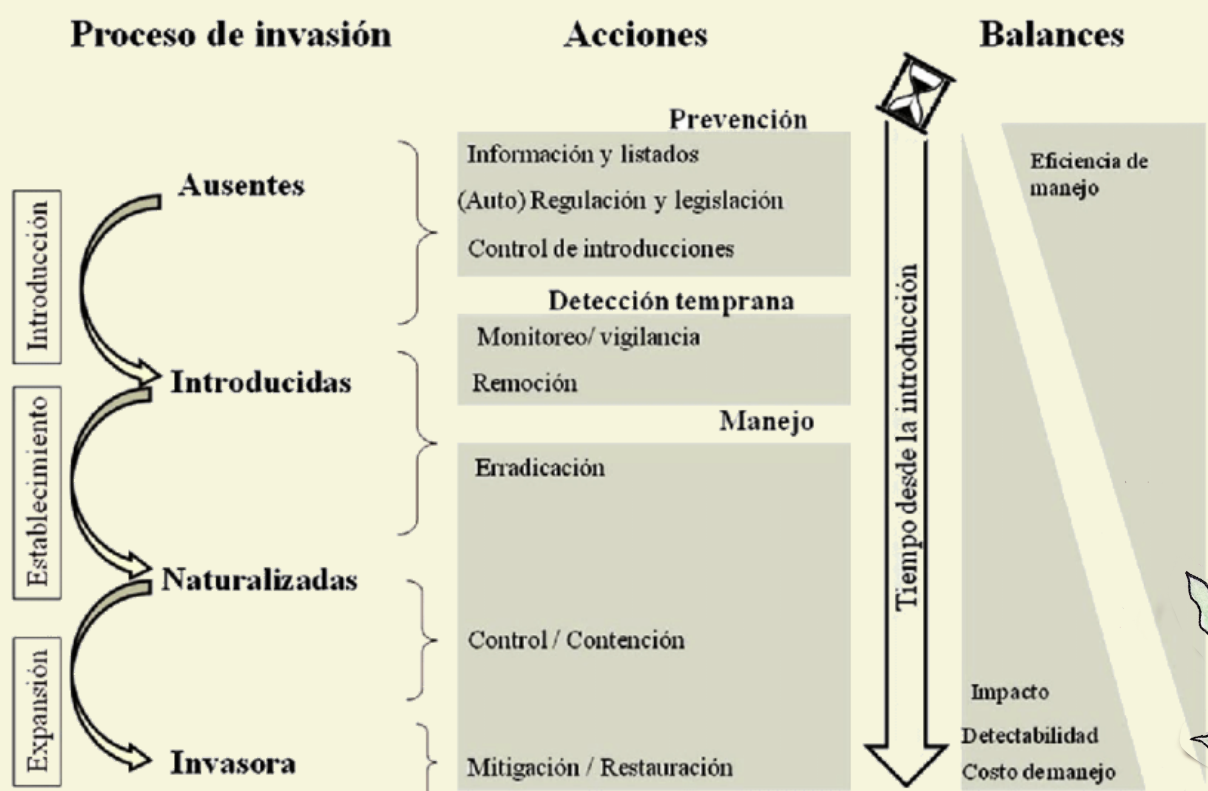 Proceso de invasión
Acciones
Balances
Introducción
Ausentes
Establecimiento
Introducidas
Naturalizadas
Expansión
Invasora
Prevención
Información y listados
(Auto) Regulación y legislación
Control de introducciones
Detección temprana
Monitoreo/ vigilancia
Remoción
Manejo
Erradicación
Control / Contención
Mitigación / Restauración
Tiempo desde la introducción
Eficiencia de
manejo
Impacto
Detectabilidad
Costo de manejo